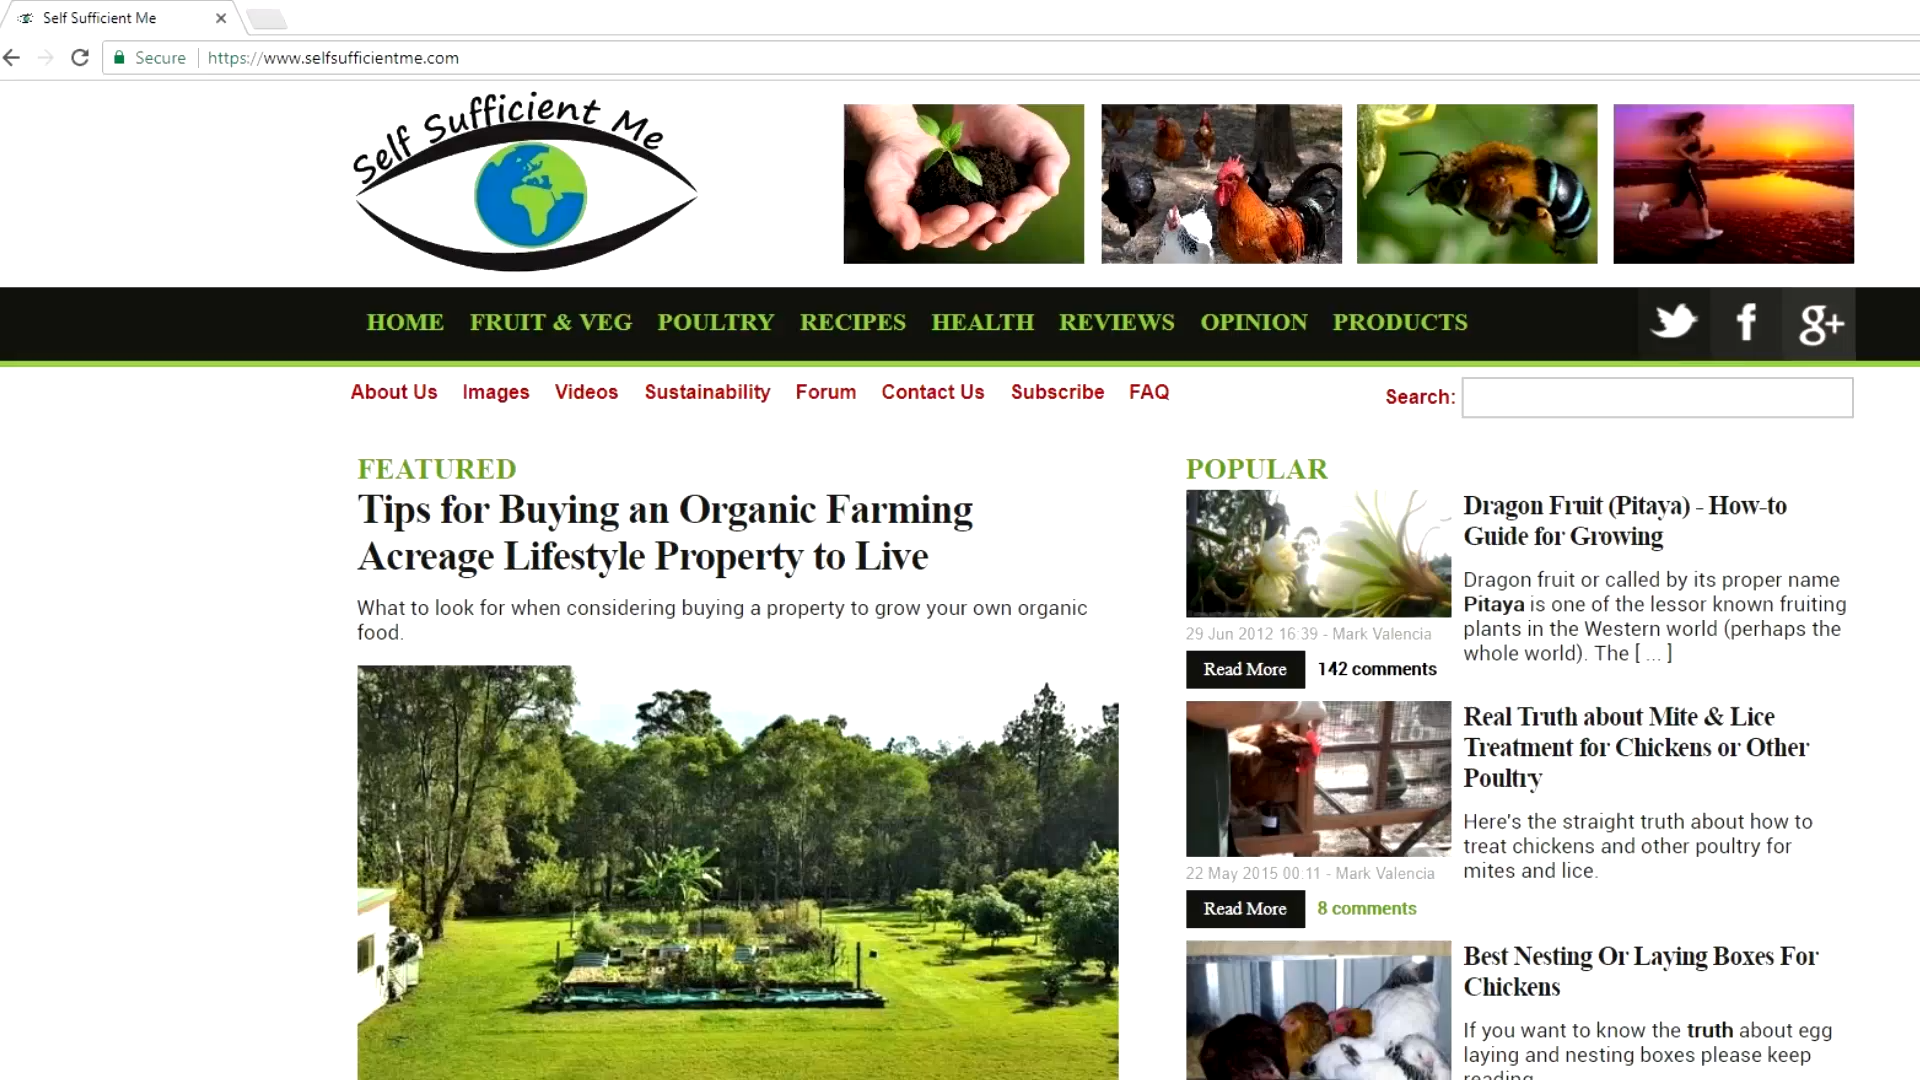 Self Sufficient Me
Secure https://www.selfsufficientme.com
Self Sufficient Me
HOME FRUIT & VEG POULTRY RECIPES HEALTH REVIEWS OPINION PRODUCTS
f g+
About Us Images Videos Sustainability Forum Contact Us Subscribe FAQ Search:
FEATURED
Tips for Buying an Organic Farming
Acreage Lifestyle Property to Live
What to look for when considering buying a property to grow your own organic
food.
POPULAR
Dragon Fruit (Pitaya) - How-to
Guide for Growing
Dragon fruit or called by its proper name
Pitaya is one of the lessor known fruiting
plants in the Western world (perhaps the
whole world). The [ ... ]
29 Jun 2012 16:39 - Mark Valencia
Read More 142 comments
Real Truth about Mite & Lice
Treatment for Chickens or Other
Poultry
Here's the straight truth about how to
treat chickens and other poultry for
mites and lice.
22 May 2015 00:11 - Mark Valencia
Read More 8 comments
Best Nesting Or Laying Boxes For
Chickens
If you want to know the truth about egg
laying and nesting boxes please keep
reading